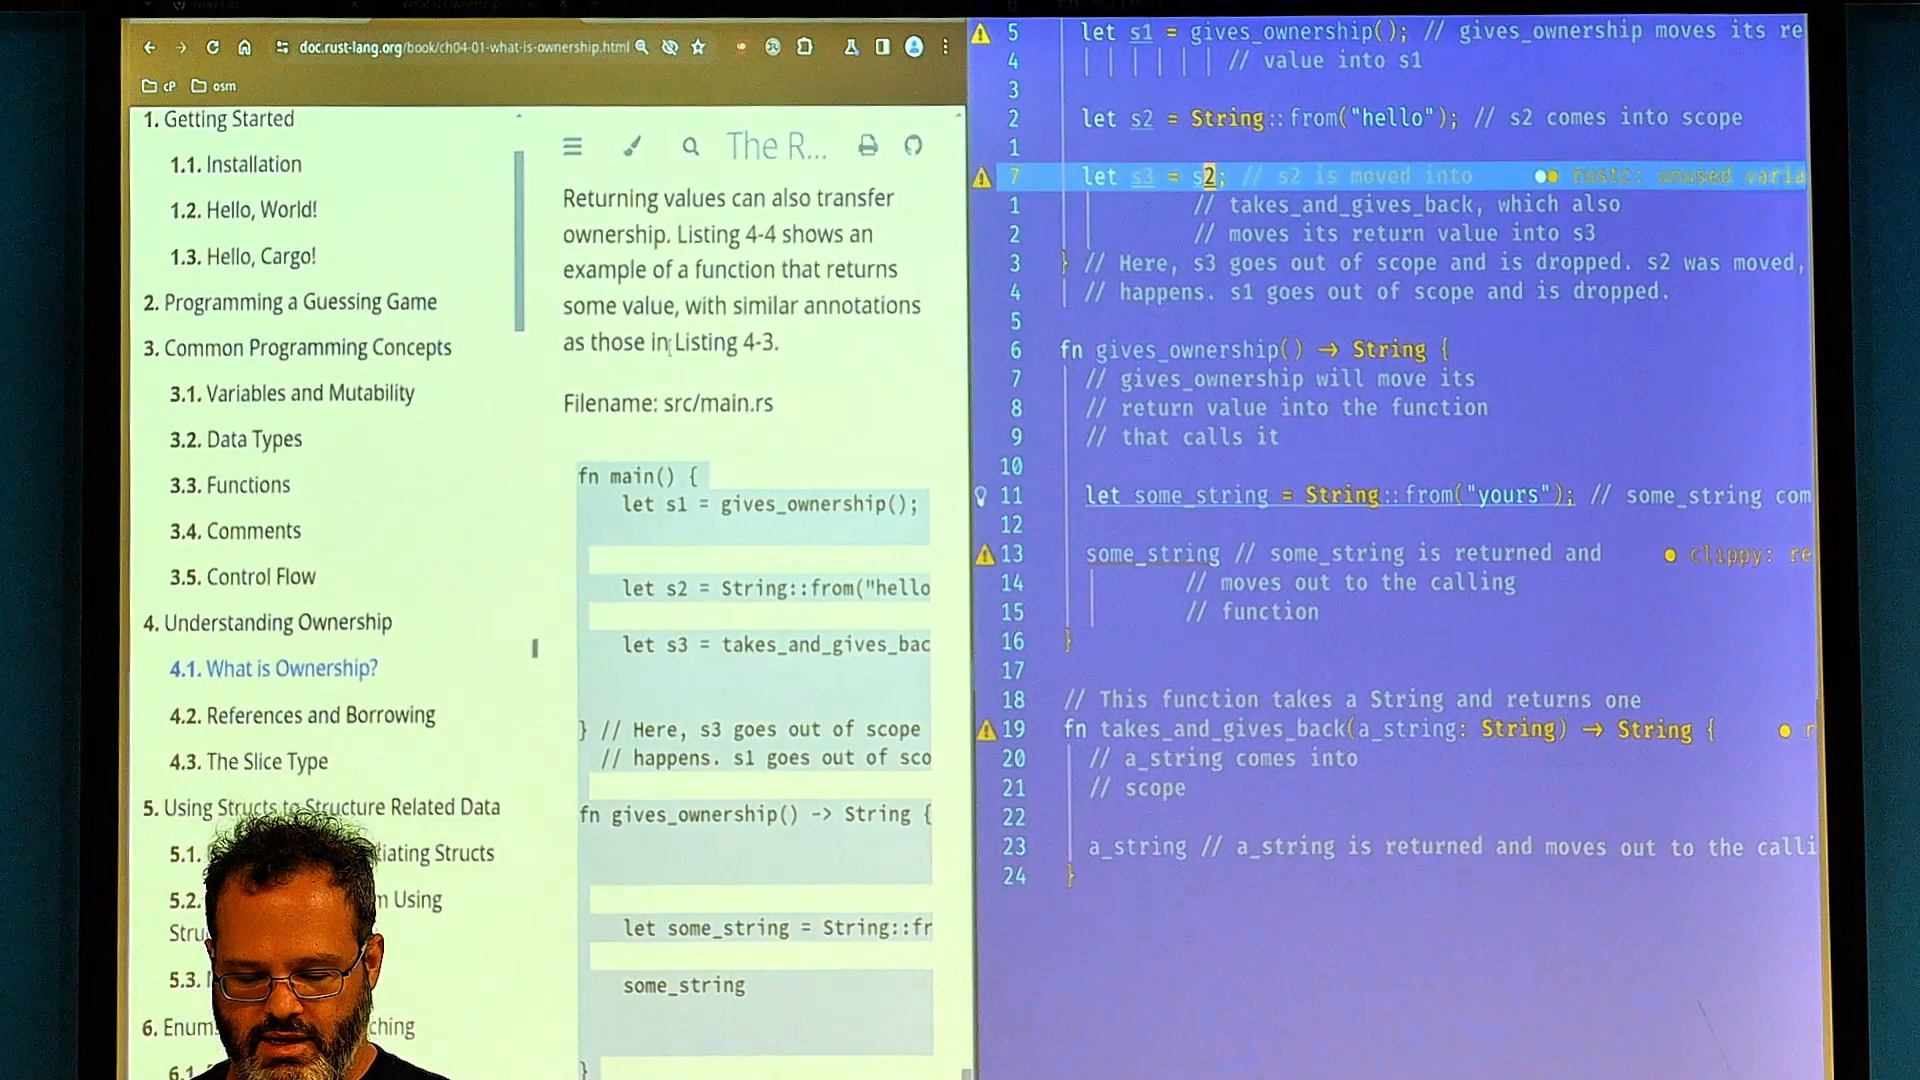 doc.rust-lang.org/book/ch04-01-what-is-ownership.html
cP
osm
1. Getting Started
1.1. Installation
1.2. Hello, World!
1.3. Hello, Cargo!
2. Programming a Guessing Game
3. Common Programming Concepts
3.1. Variables and Mutability
3.2. Data Types
3.3. Functions
3.4. Comments
3.5. Control Flow
4. Understanding Ownership
4.1. What is Ownership?
4.2. References and Borrowing
4.3. The Slice Type
5. Using Structs to Structure Related Data
5.1. tiating Structs
5.2. m Using
Stru
5.3.
6. Enum ching
6.1.
The R...
Returning values can also transfer
ownership. Listing 4-4 shows an
example of a function that returns
some value, with similar annotations
as those in Listing 4-3.
Filename: src/main.rs
fn main() {
let s1 = gives_ownership();
let s2 = String::from("hello
let s3 = takes_and_gives_bac
} // Here, s3 goes out of scope
// happens. s1 goes out of sco
fn gives_ownership() -> String {
let some_string = String::fr
some_string
}
5 let s1 = gives_ownership(); // gives_ownership moves its re
4 // value into s1
3
2 let s2 = String::from("hello"); // s2 comes into scope
1
7 let s3 = s2; // s2 is moved into rustc: unused varia
1 // takes_and_gives_back, which also
2 // moves its return value into s3
3 } // Here, s3 goes out of scope and is dropped. s2 was moved,
4 // happens. s1 goes out of scope and is dropped.
5
6 fn gives_ownership() → String {
7 // gives_ownership will move its
8 // return value into the function
9 // that calls it
10
11 let some_string = String::from("yours"); // some_string com
12
13 some_string // some_string is returned and clippy: re
14 // moves out to the calling
15 // function
16 }
17
18 // This function takes a String and returns one
19 fn takes_and_gives_back(a_string: String) → String { r
20 // a_string comes into
21 // scope
22
23 a_string // a_string is returned and moves out to the calli
24 }